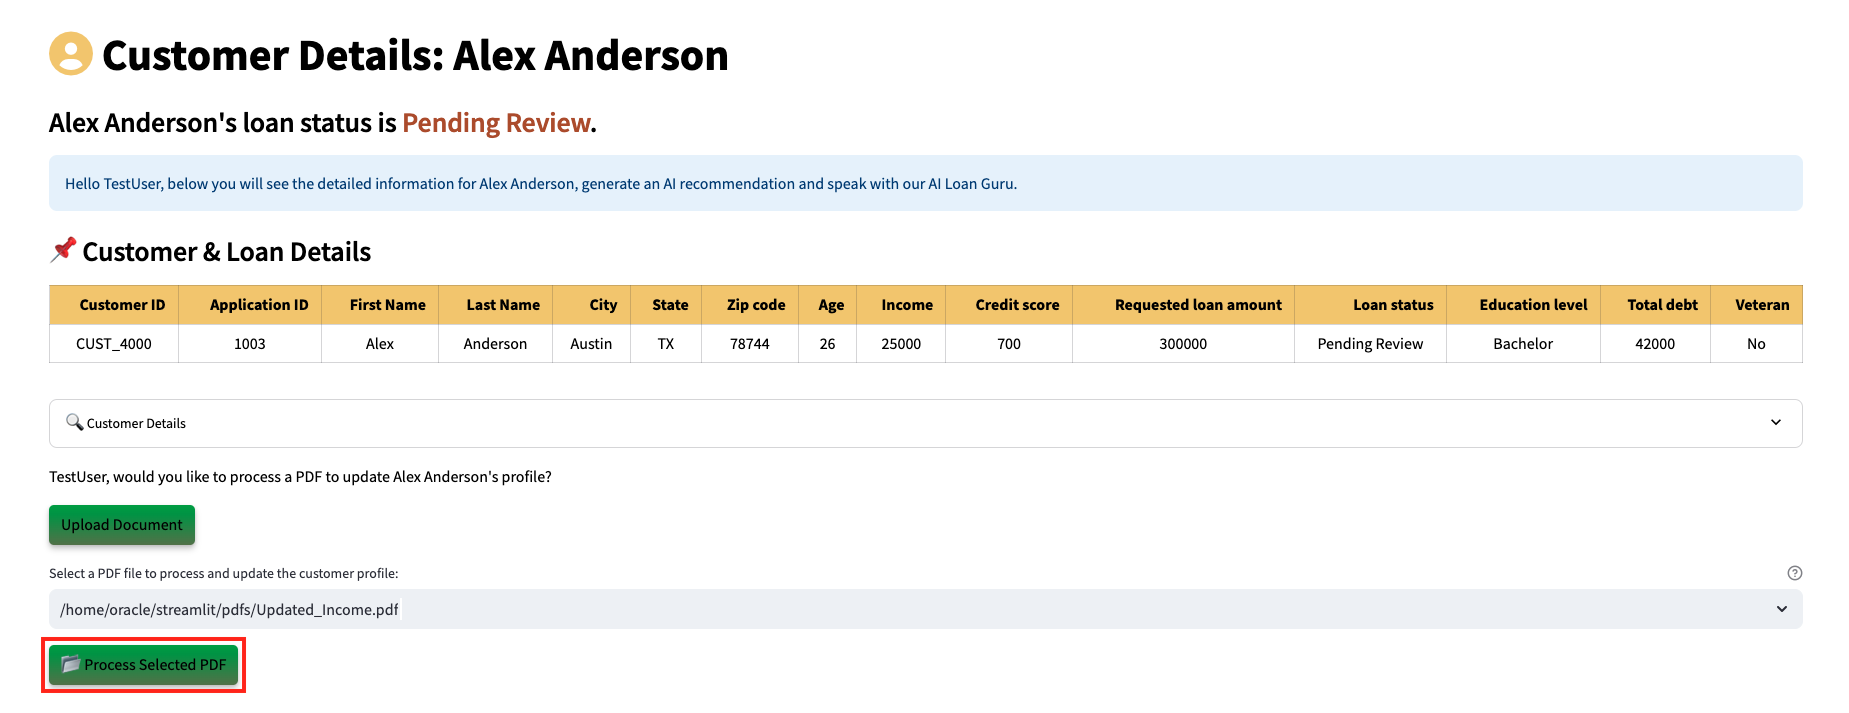 Customer Details: Alex Anderson
Alex Anderson's loan status is Pending Review.
Hello TestUser, below you will see the detailed information for Alex Anderson, generate an AI recommendation and speak with our AI Loan Guru.
Customer & Loan Details
Customer ID Application ID First Name Last Name City State Zip code Age Income Credit score Requested loan amount Loan status Education level Total debt Veteran
CUST_4000 1003 Alex Anderson Austin TX 78744 26 25000 700 300000 Pending Review Bachelor 42000 No
Customer Details
TestUser, would you like to process a PDF to update Alex Anderson's profile?
Upload Document
Select a PDF file to process and update the customer profile:
/home/oracle/streamlit/pdfs/Updated_Income.pdf
Process Selected PDF